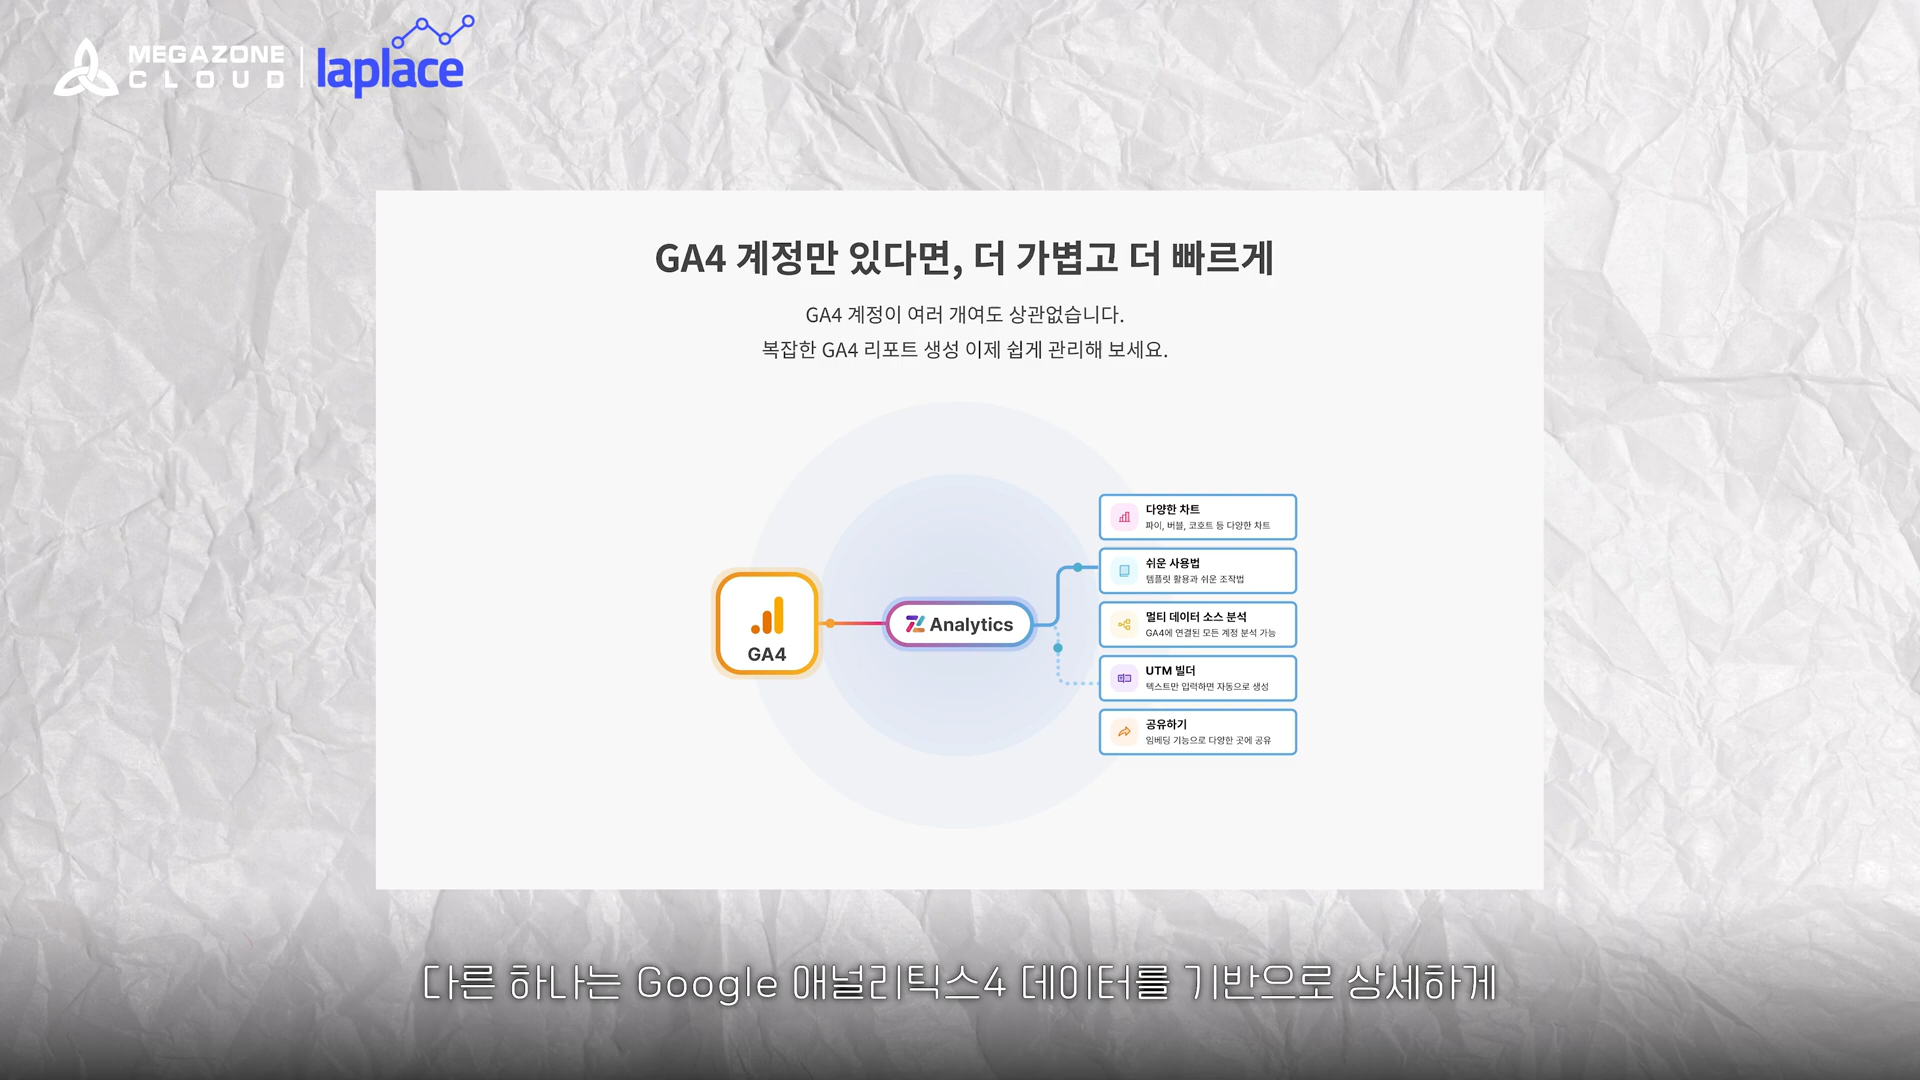 MEGAZONE
CLOUD
laplace
GA4 계정만 있다면, 더 가볍고 더 빠르게
GA4 계정이 여러 개여도 상관없습니다.
복잡한 GA4 리포트 생성 이제 쉽게 관리해 보세요.
GA4
Analytics
다양한 차트
파이, 버블, 코호트 등 다양한 차트
쉬운 사용법
템플릿 활용과 쉬운 조작법
멀티 데이터 소스 분석
GA4에 연결된 모든 계정 분석 가능
UTM 빌더
텍스트만 입력하면 자동으로 생성
공유하기
임베딩 기능으로 다양한 곳에 공유
다른 하나는 Google 애널리틱스4 데이터를 기반으로 상세하게